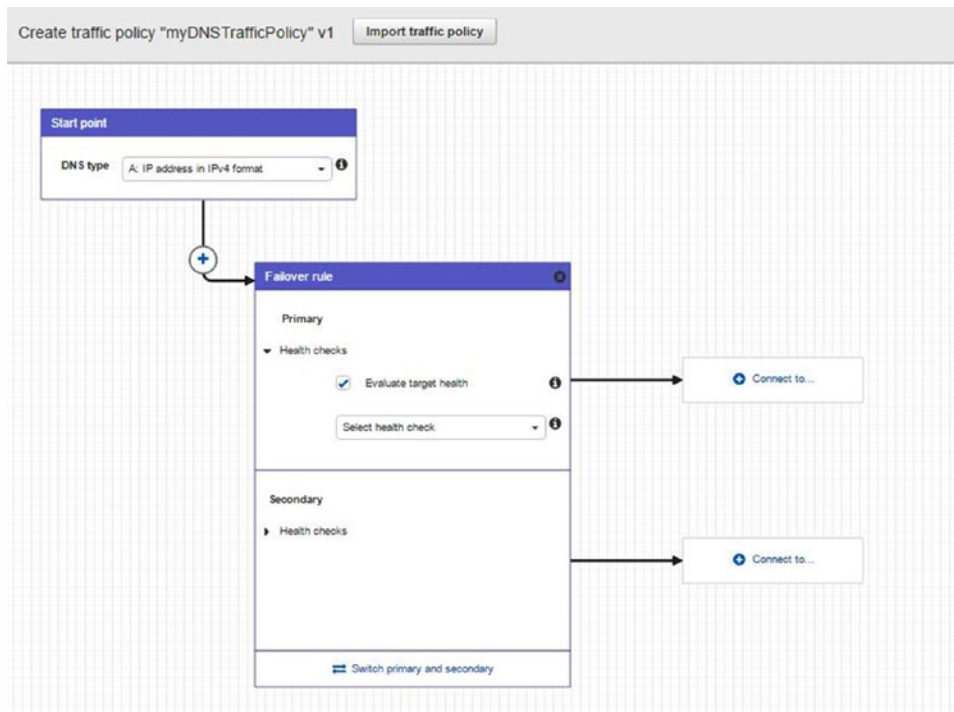 Create traffic policy "myDNSTrafficPolicy" v1
Import traffic policy
Start point
DNS type
A: IP address in IPv4 format
Failover rule
Primary
Health checks
Evaluate target health
Connect to...
Select health check
Secondary
Health checks
Connect to...
Switch primary and secondary